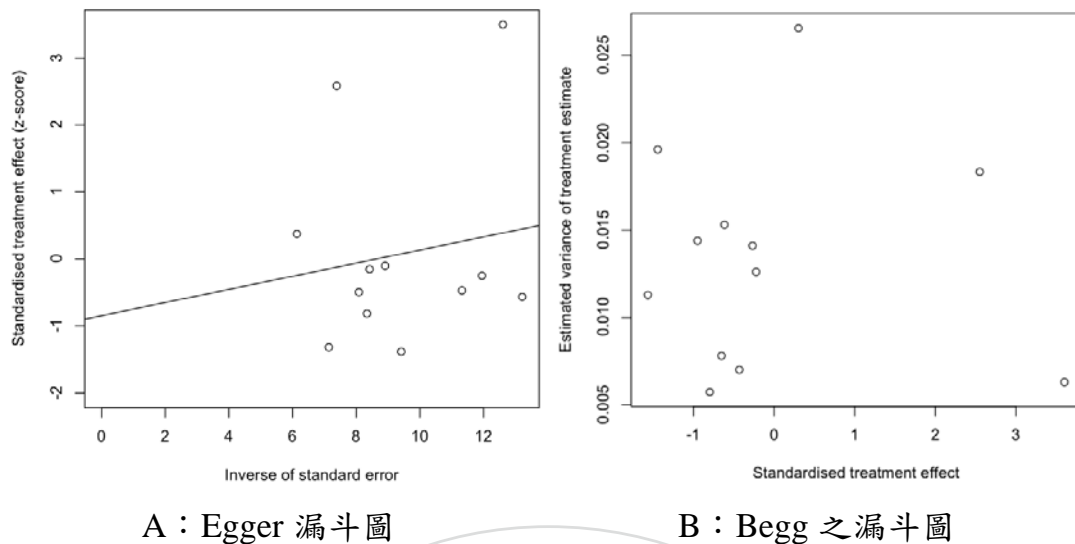 Standardised treatment effect (z-score)
3
2
1
0
-1
-2
0 2 4 6 8 10 12
Inverse of standard error
Estimated variance of treatment estimate
0.025
0.020
0.015
0.010
0.005
-1 0 1 2 3
Standardised treatment effect
A：Egger 漏斗圖
B：Begg 之漏斗圖